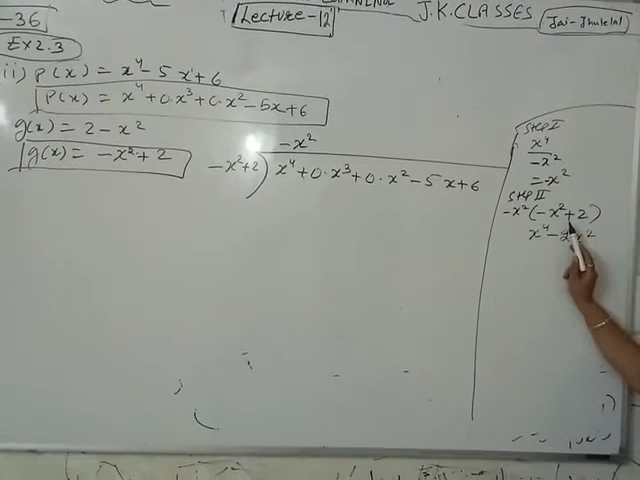 -36
LEARNING
Lecture-12
J.K.CLASSES
Jai-Jhulelal
Ex 2.3
ii) P(x) = x⁴ - 5x + 6
P(x) = x⁴ + 0.x³ + 0.x² - 5x + 6
g(x) = 2 - x²
g(x) = -x² + 2
-x²
-x²+2) x⁴ + 0.x³ + 0.x² - 5x + 6
Step I
x⁴
-x²
= -x²
Step II
-x²(-x²+2)
x⁴ - 2x²